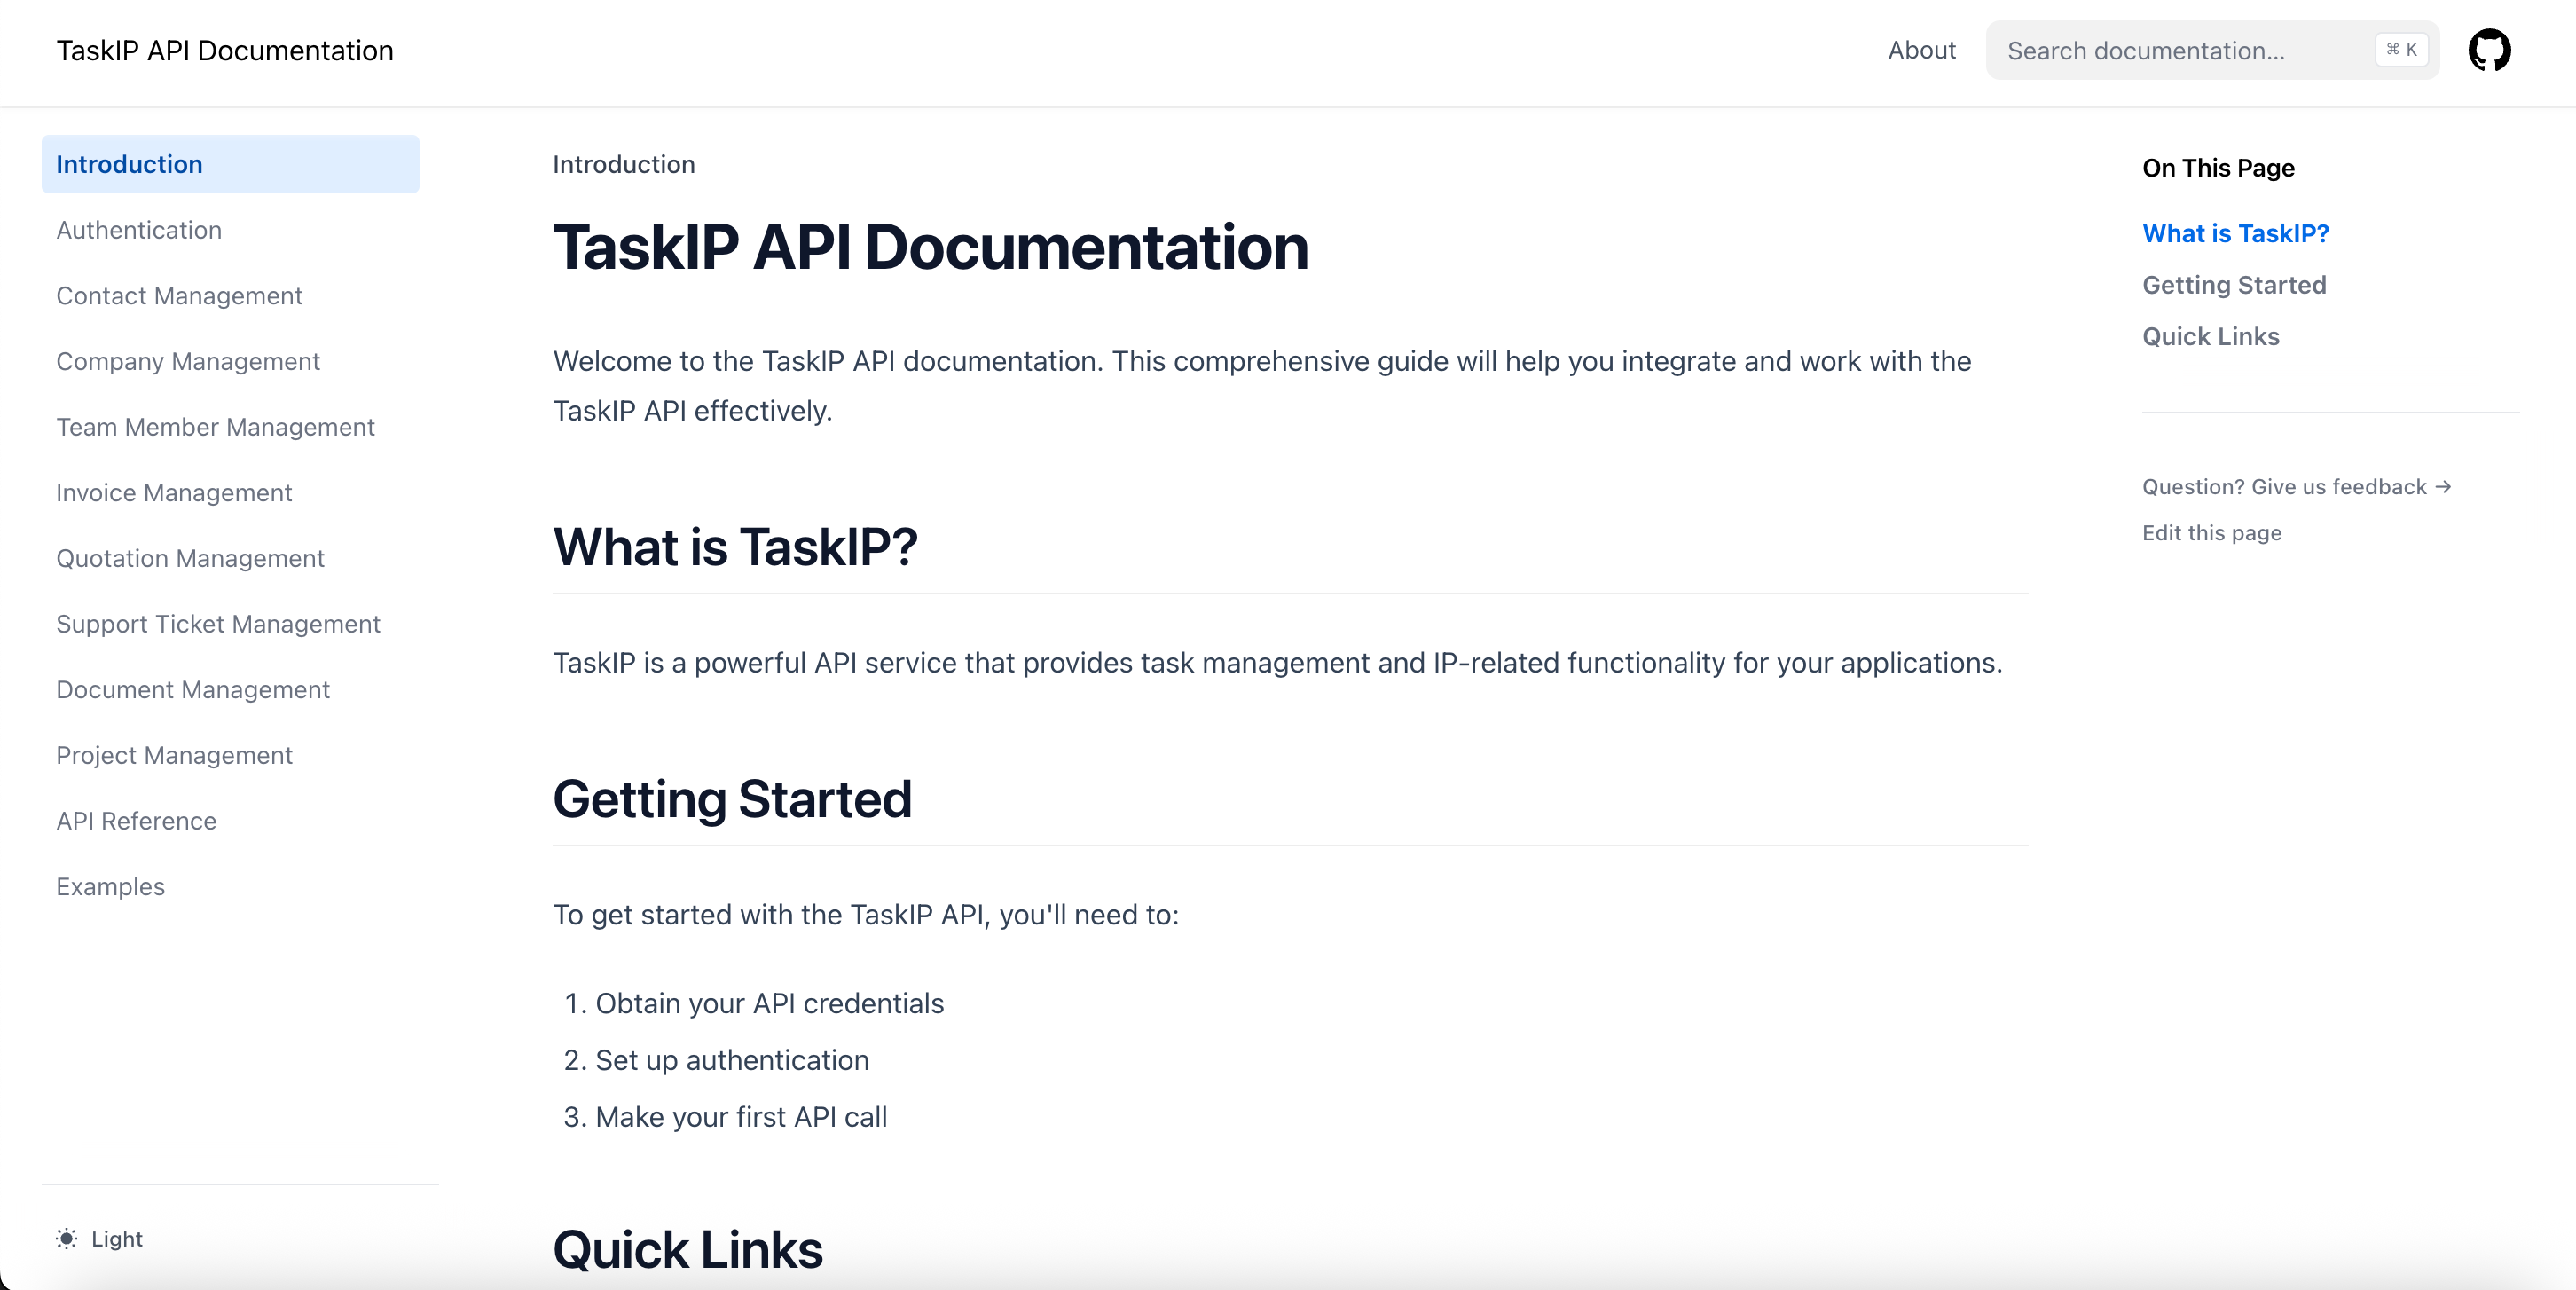 TaskIP API Documentation
About
Search documentation...
⌘ K
Introduction
Authentication
Contact Management
Company Management
Team Member Management
Invoice Management
Quotation Management
Support Ticket Management
Document Management
Project Management
API Reference
Examples
Light
Introduction
TaskIP API Documentation
Welcome to the TaskIP API documentation. This comprehensive guide will help you integrate and work with the
TaskIP API effectively.
What is TaskIP?
TaskIP is a powerful API service that provides task management and IP-related functionality for your applications.
Getting Started
To get started with the TaskIP API, you'll need to:
1. Obtain your API credentials
2. Set up authentication
3. Make your first API call
Quick Links
On This Page
What is TaskIP?
Getting Started
Quick Links
Question? Give us feedback →
Edit this page